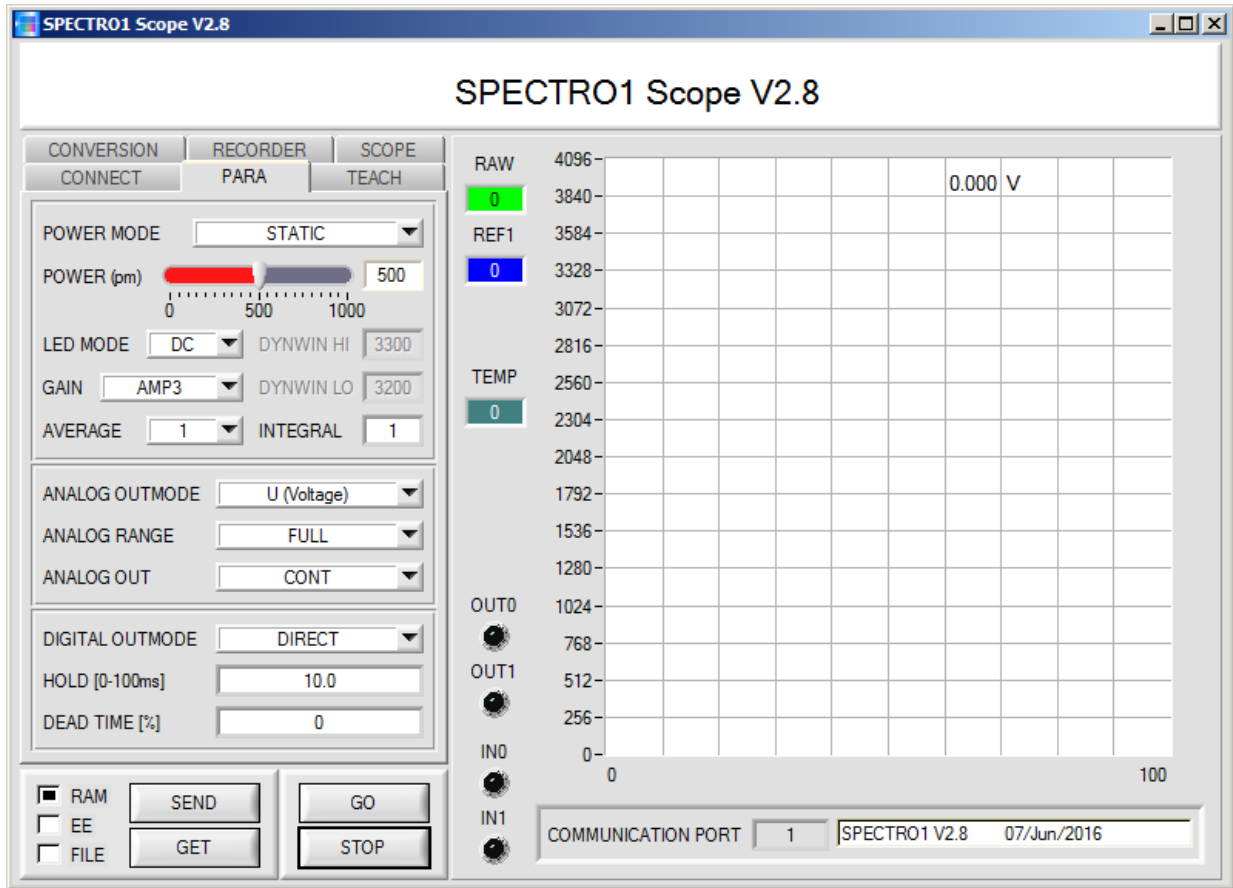 SPECTRO1 Scope V2.8
SPECTRO1 Scope V2.8
CONVERSION RECORDER SCOPE
CONNECT PARA TEACH
POWER MODE STATIC
POWER (pm) 500
0 500 1000
LED MODE DC DYNWIN HI 3300
GAIN AMP3 DYNWIN LO 3200
AVERAGE 1 INTEGRAL 1
ANALOG OUTMODE U (Voltage)
ANALOG RANGE FULL
ANALOG OUT CONT
DIGITAL OUTMODE DIRECT
HOLD [0-100ms] 10.0
DEAD TIME [%] 0
RAM
EE
FILE
SEND
GET
GO
STOP
RAW
0
REF1
0
TEMP
0
OUT0
OUT1
IN0
IN1
4096
3840
3584
3328
3072
2816
2560
2304
2048
1792
1536
1280
1024
768
512
256
0
0.000 V
0 100
COMMUNICATION PORT 1 SPECTRO1 V2.8 07/Jun/2016